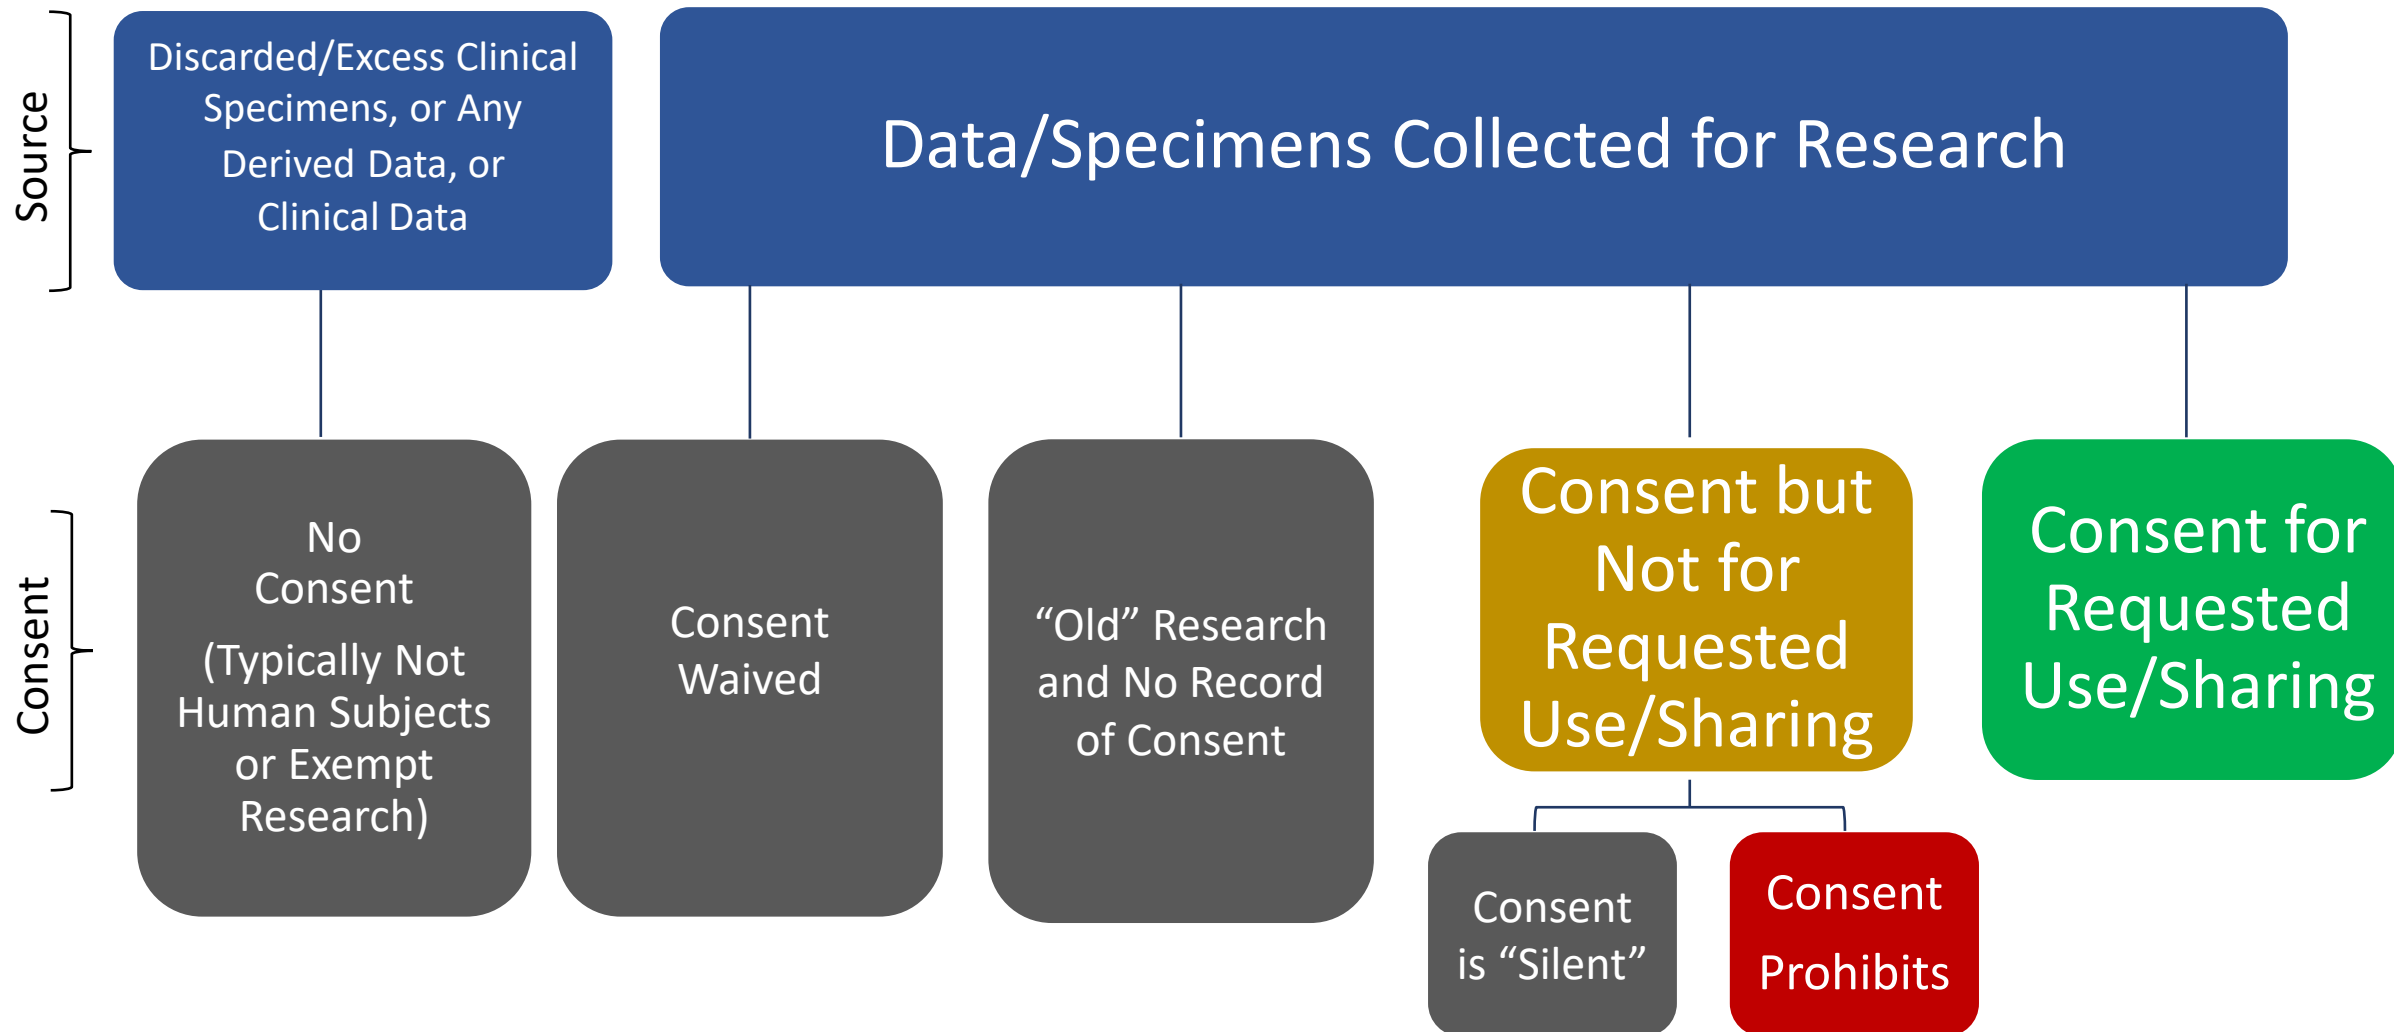 Source
Discarded/Excess Clinical
Specimens, or Any
Derived Data, or
Clinical Data
Data/Specimens Collected for Research
Consent
No
Consent
(Typically Not
Human Subjects
or Exempt
Research)
Consent
Waived
“Old” Research
and No Record
of Consent
Consent but
Not for
Requested
Use/Sharing
Consent for
Requested
Use/Sharing
Consent
is “Silent”
Consent
Prohibits